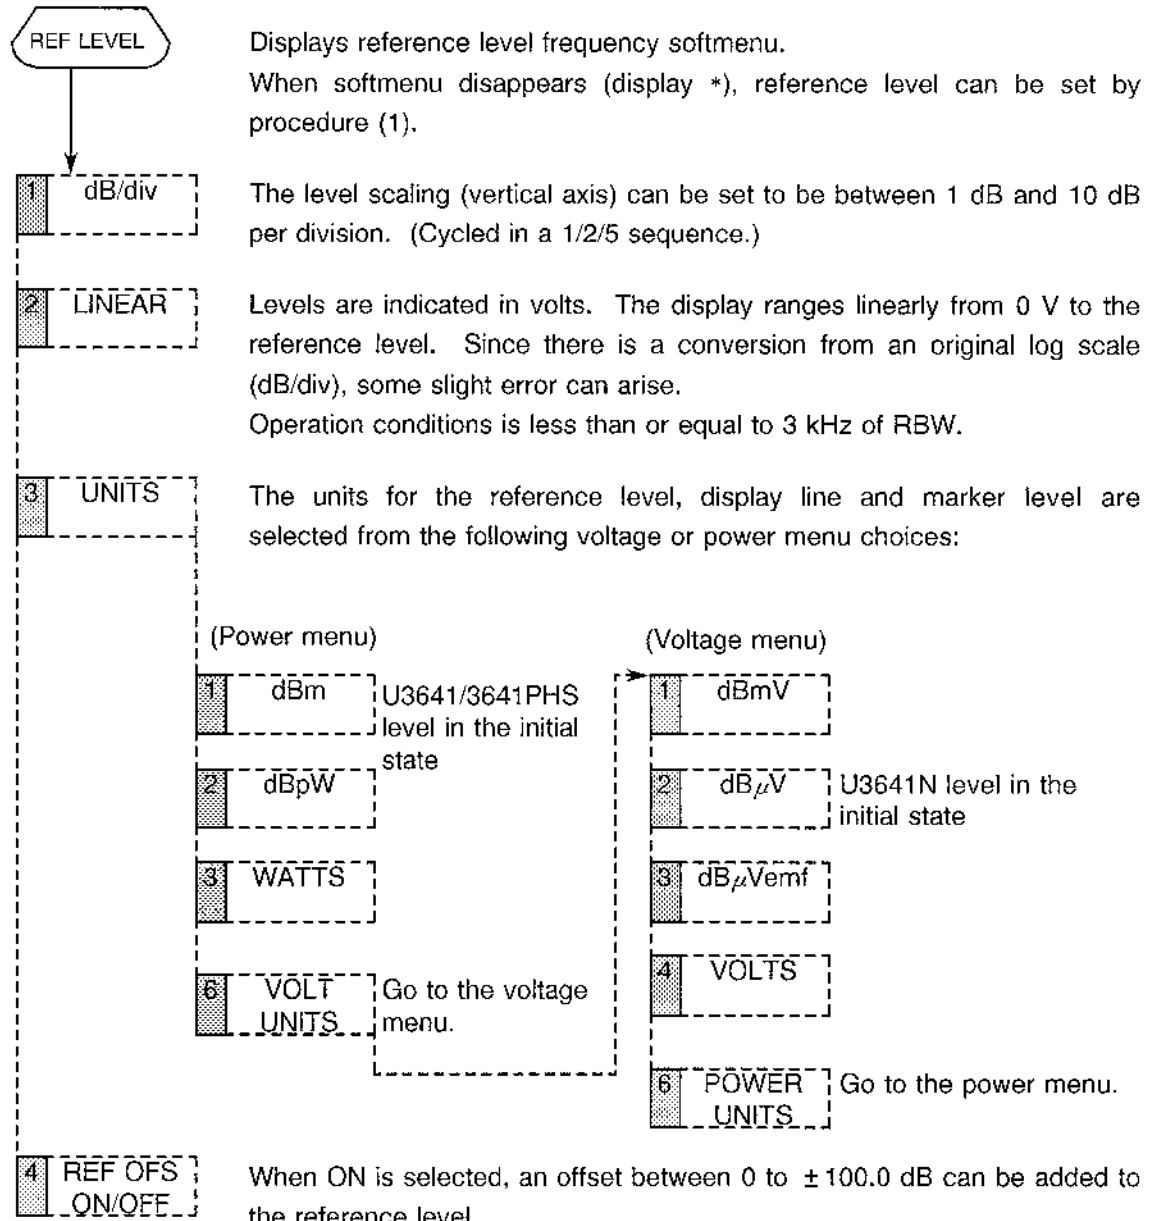 REF LEVEL
Displays reference level frequency softmenu.
When softmenu disappears (display *), reference level can be set by
procedure (1).
1 dB/div
The level scaling (vertical axis) can be set to be between 1 dB and 10 dB
per division. (Cycled in a 1/2/5 sequence.)
2 LINEAR
Levels are indicated in volts. The display ranges linearly from 0 V to the
reference level. Since there is a conversion from an original log scale
(dB/div), some slight error can arise.
Operation conditions is less than or equal to 3 kHz of RBW.
3 UNITS
The units for the reference level, display line and marker level are
selected from the following voltage or power menu choices:
(Power menu)
1 dBm
U3641/3641PHS
level in the initial
state
2 dBpW
3 WATTS
6 VOLT
UNITS
Go to the voltage
menu.
(Voltage menu)
1 dBmV
2 dBμV
U3641N level in the
initial state
3 dBμVemf
4 VOLTS
6 POWER
UNITS
Go to the power menu.
4 REF OFS
ON/OFF
When ON is selected, an offset between 0 to ±100.0 dB can be added to
the reference level